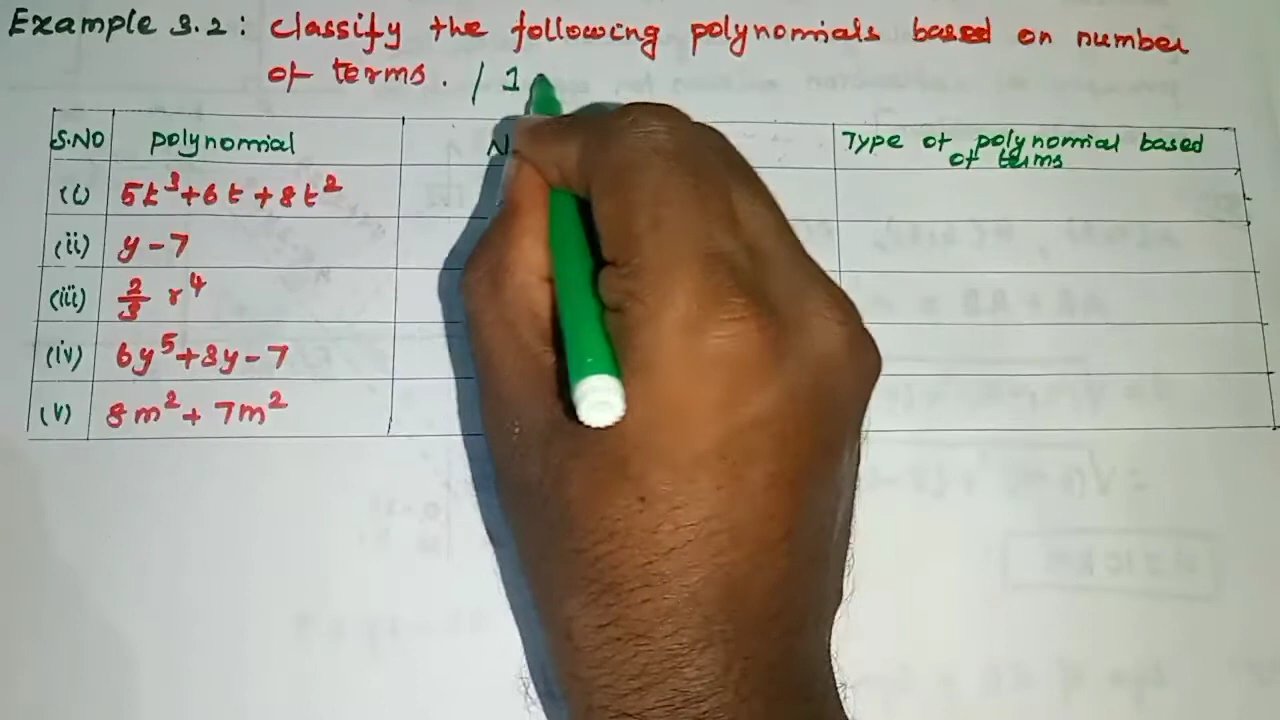 Example 3.2: classify the following polynomials based on number
of terms. / 1
S.NO polynomial N. Type of polynomial based
of terms
(i) 5t³+6t+8t²
(ii) y-7
(iii) 2/3 r⁴
(iv) 6y⁵+8y-7
(v) 8m²+7m²